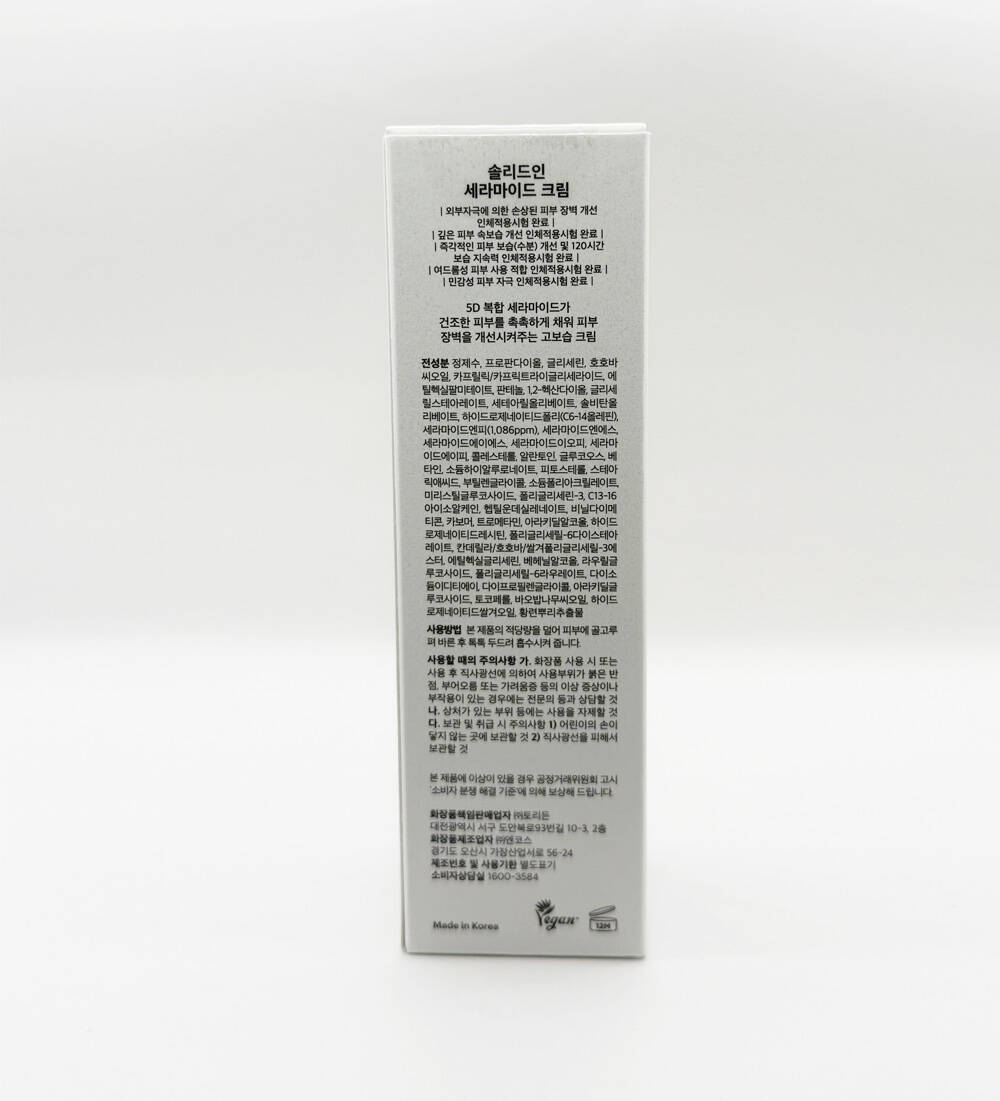 솔리드인
세라마이드 크림
| 외부자극에 의한 손상된 피부 장벽 개선
인체적용시험 완료 |
| 깊은 피부 속보습 개선 인체적용시험 완료 |
| 즉각적인 피부 보습(수분) 개선 및 120시간
보습 지속력 인체적용시험 완료 |
| 여드름성 피부 사용 적합 인체적용시험 완료 |
| 민감성 피부 자극 인체적용시험 완료 |
5D 복합 세라마이드가
건조한 피부를 촉촉하게 채워 피부
장벽을 개선시켜주는 고보습 크림
전성분 정제수, 프로판다이올, 글리세린, 호호바
씨오일, 카프릴릭/카프릭트라이글리세라이드, 에
틸헥실팔미테이트, 판테놀, 1,2-헥산다이올, 글리세
릴스테아레이트, 세테아릴올리베이트, 솔비탄올
리베이트, 하이드로제네이티드폴리(C6-14올레핀),
세라마이드엔피(1,086ppm), 세라마이드엔에스,
세라마이드에이에스, 세라마이드이오피, 세라마
이드에이피, 콜레스테롤, 알란토인, 글루코오스, 베
타인, 소듐하이알루로네이트, 피토스테롤, 스테아
릭애씨드, 부틸렌글라이콜, 소듐폴리아크릴레이트,
미리스틸글루코사이드, 폴리글리세린-3, C13-16
아이소알케인, 헵틸운데실레네이트, 비닐다이메
티콘, 카보머, 트로메타민, 아라키딜알코올, 하이드
로제네이티드레시틴, 폴리글리세릴-6다이스테아
레이트, 칸데릴라/호호바/쌀겨폴리글리세릴-3에
스터, 에틸헥실글리세린, 베헤닐알코올, 라우릴글
루코사이드, 폴리글리세릴-6라우레이트, 다이소
듐이디티에이, 다이프로필렌글라이콜, 아라키딜글
루코사이드, 토코페롤, 바오밥나무씨오일, 하이드
로제네이티드쌀겨오일, 황련뿌리추출물
사용방법 본 제품의 적당량을 덜어 피부에 골고루
펴 바른 후 톡톡 두드려 흡수시켜 줍니다.
사용할 때의 주의사항 가. 화장품 사용 시 또는
사용 후 직사광선에 의하여 사용부위가 붉은 반
점, 부어오름 또는 가려움증 등의 이상 증상이나
부작용이 있는 경우에는 전문의 등과 상담할 것
나. 상처가 있는 부위 등에는 사용을 자제할 것
다. 보관 및 취급 시 주의사항 1) 어린이의 손이
닿지 않는 곳에 보관할 것 2) 직사광선을 피해서
보관할 것
본 제품에 이상이 있을 경우 공정거래위원회 고시
'소비자 분쟁 해결 기준'에 의해 보상해 드립니다.
화장품책임판매업자 ㈜토리든
대전광역시 서구 도안북로93번길 10-3, 2층
화장품제조업자 ㈜엔코스
경기도 오산시 가장산업서로 56-24
제조번호 및 사용기한 별도표기
소비자상담실 1600-3584
Made in Korea
Vegan
12M